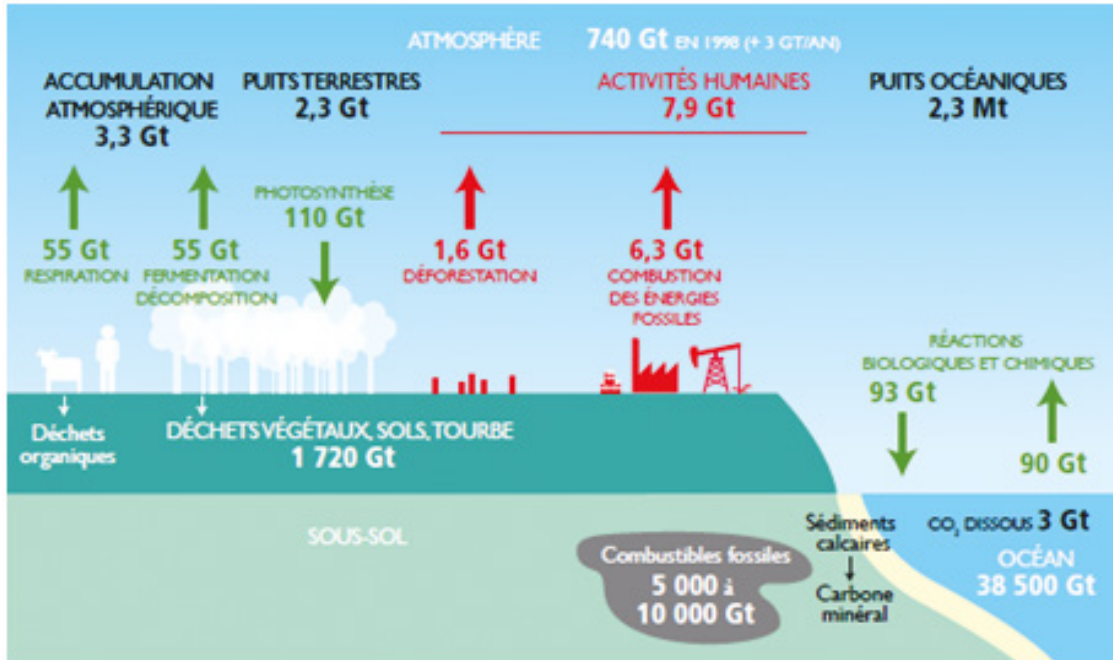 ATMOSPHÈRE 740 Gt EN 1998 (+ 3 GT/AN)
ACCUMULATION
ATMOSPHÉRIQUE
3,3 Gt
PUITS TERRESTRES
2,3 Gt
ACTIVITÉS HUMAINES
7,9 Gt
PUITS OCÉANIQUES
2,3 Mt
55 Gt
RESPIRATION
55 Gt
FERMENTATION
DÉCOMPOSITION
PHOTOSYNTHÈSE
110 Gt
1,6 Gt
DÉFORESTATION
6,3 Gt
COMBUSTION
DES ÉNERGIES
FOSSILES
RÉACTIONS
BIOLOGIQUES ET CHIMIQUES
93 Gt
90 Gt
Déchets
organiques
DÉCHETS VÉGÉTAUX, SOLS, TOURBE
1 720 Gt
SOUS-SOL
Combustibles fossiles
5 000 à
10 000 Gt
Sédiments
calcaires
Carbone
minéral
CO₂ DISSOUS 3 Gt
OCÉAN
38 500 Gt